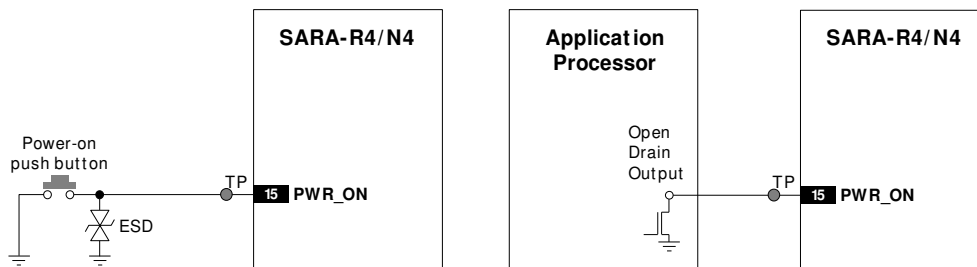 SARA-R4/N4
Power-on
push button
TP
15 PWR_ON
ESD
Application
Processor
Open
Drain
Output
SARA-R4/N4
TP
15 PWR_ON